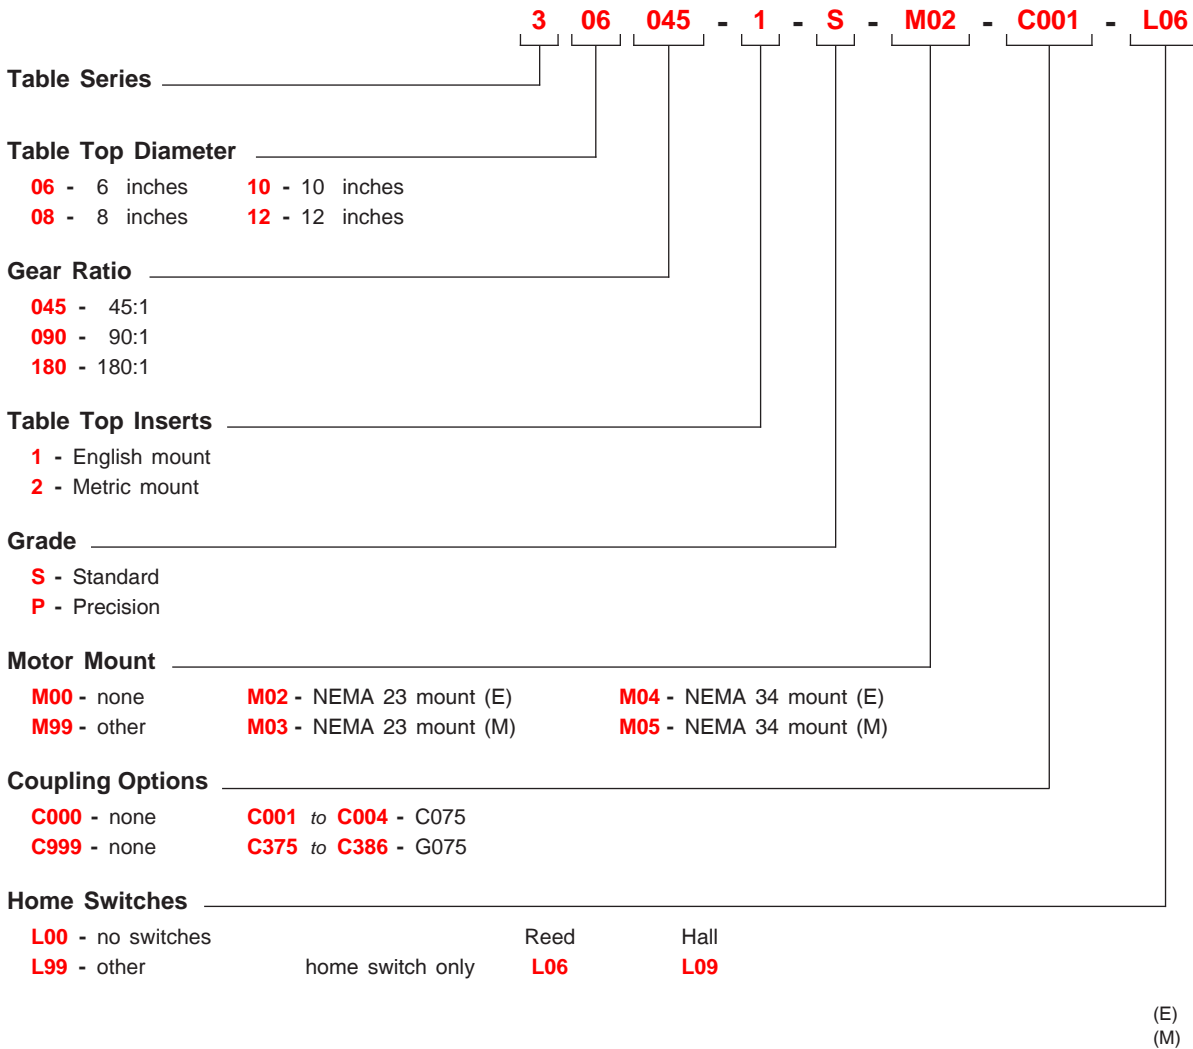 3 06 045 - 1 - S - M02 - C001 - L06
Table Series
Table Top Diameter
06 - 6 inches 10 - 10 inches
08 - 8 inches 12 - 12 inches
Gear Ratio
045 - 45:1
090 - 90:1
180 - 180:1
Table Top Inserts
1 - English mount
2 - Metric mount
Grade
S - Standard
P - Precision
Motor Mount
M00 - none M02 - NEMA 23 mount (E) M04 - NEMA 34 mount (E)
M99 - other M03 - NEMA 23 mount (M) M05 - NEMA 34 mount (M)
Coupling Options
C000 - none C001 to C004 - C075
C999 - none C375 to C386 - G075
Home Switches
L00 - no switches Reed Hall
L99 - other home switch only L06 L09
(E)
(M)